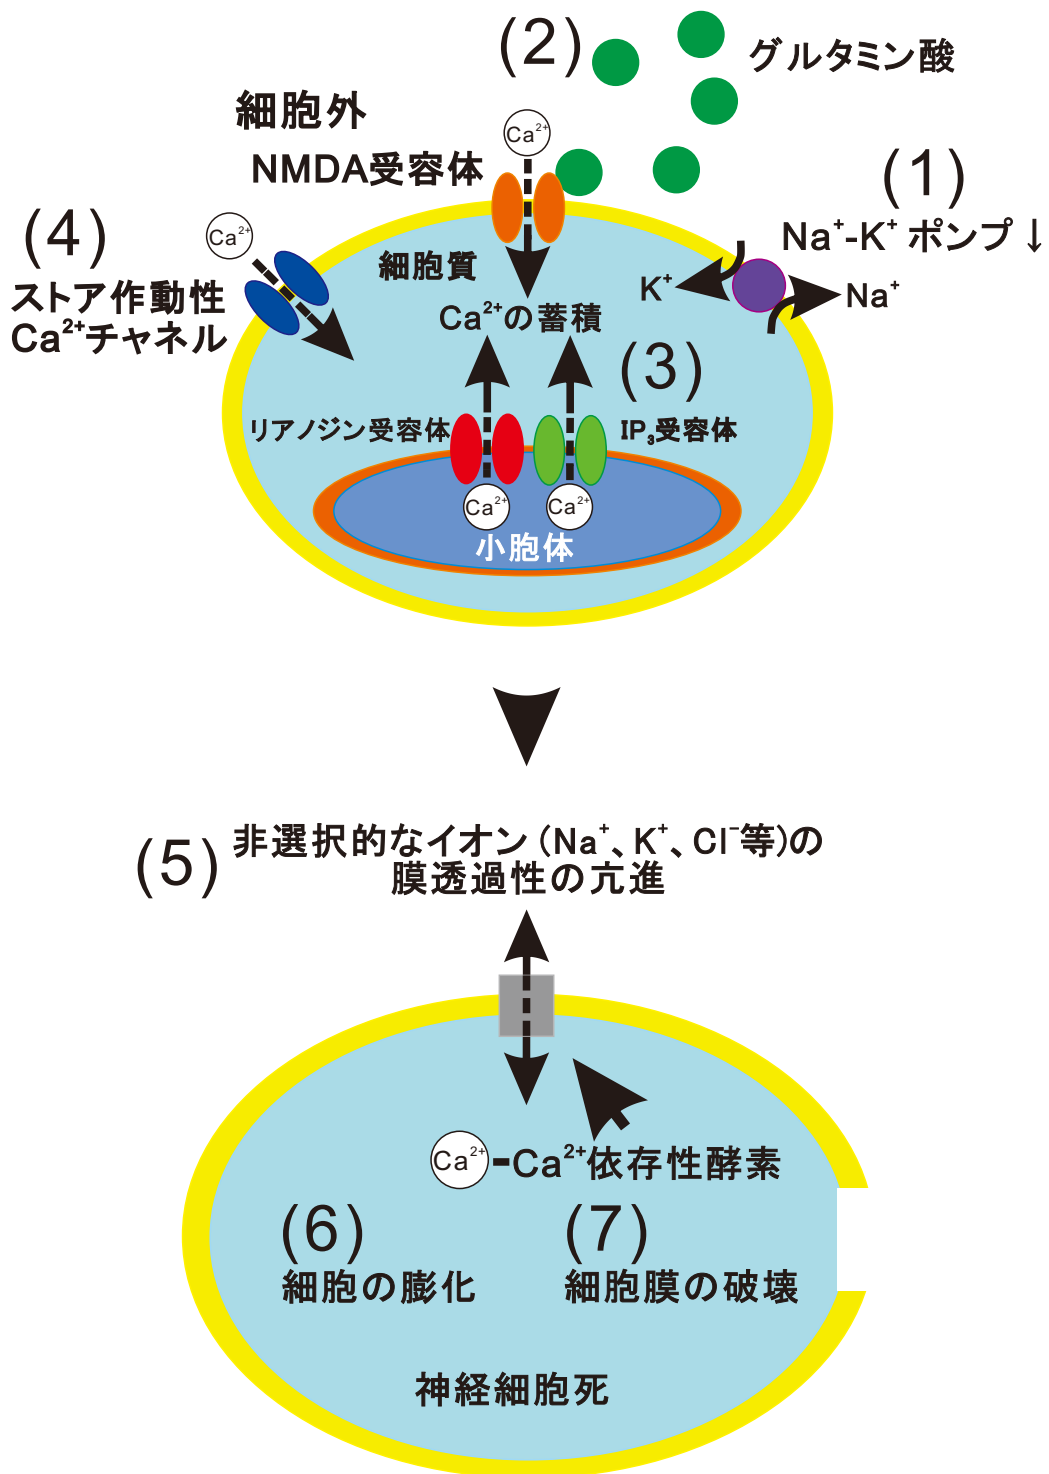 (2)
グルタミン酸
細胞外
Ca²⁺
NMDA受容体
(1)
Na⁺-K⁺ ポンプ↓
(4)
Ca²⁺
ストア作動性
Ca²⁺チャネル
細胞質
K⁺
Na⁺
Ca²⁺の蓄積
(3)
リアノジン受容体
IP₃受容体
Ca²⁺
Ca²⁺
小胞体
(5)
非選択的なイオン(Na⁺、K⁺、Cl⁻等)の
膜透過性の亢進
Ca²⁺-Ca²⁺依存性酵素
(6)
細胞の膨化
(7)
細胞膜の破壊
神経細胞死